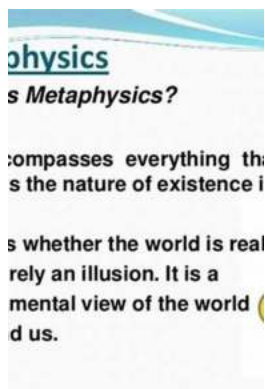 physics
s Metaphysics?
compasses everything tha
s the nature of existence i
s whether the world is real
rely an illusion. It is a
mental view of the world
d us.